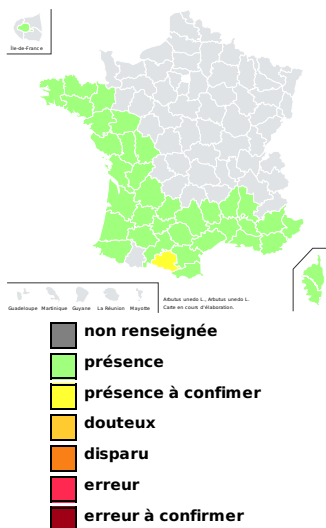 Île-de-France
Guadeloupe Martinique Guyane La Réunion Mayotte
Arbutus unedo L., Arbutus unedo L.
Carte en cours d'élaboration.
non renseignée
présence
présence à confimer
douteux
disparu
erreur
erreur à confirmer